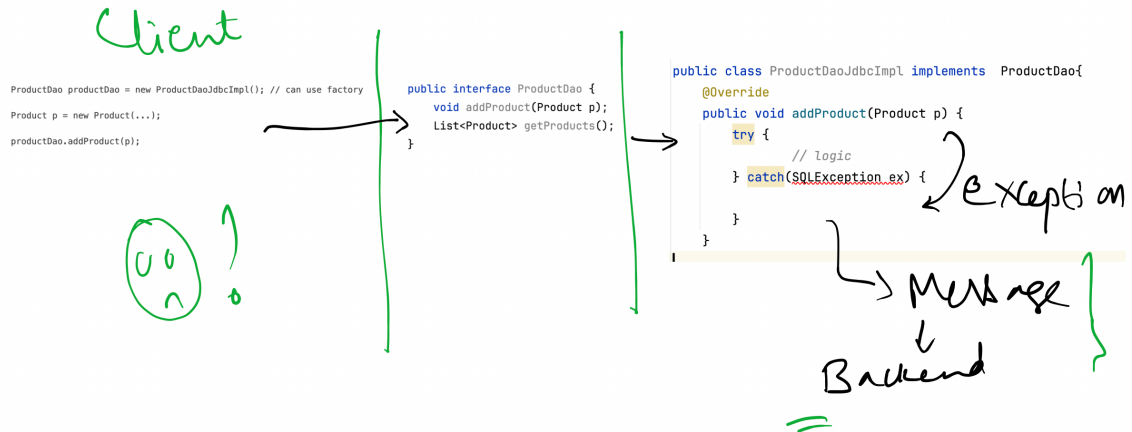 Client
ProductDao productDao = new ProductDaoJdbcImpl(); // can use factory
Product p = new Product(...);
productDao.addProduct(p);
public interface ProductDao {
void addProduct(Product p);
List<Product> getProducts();
}
public class ProductDaoJdbcImpl implements  ProductDao{
@Override
public void addProduct(Product p) {
try {
// logic
} catch(SQLException ex) {
}
}
Exception
Message
Backend